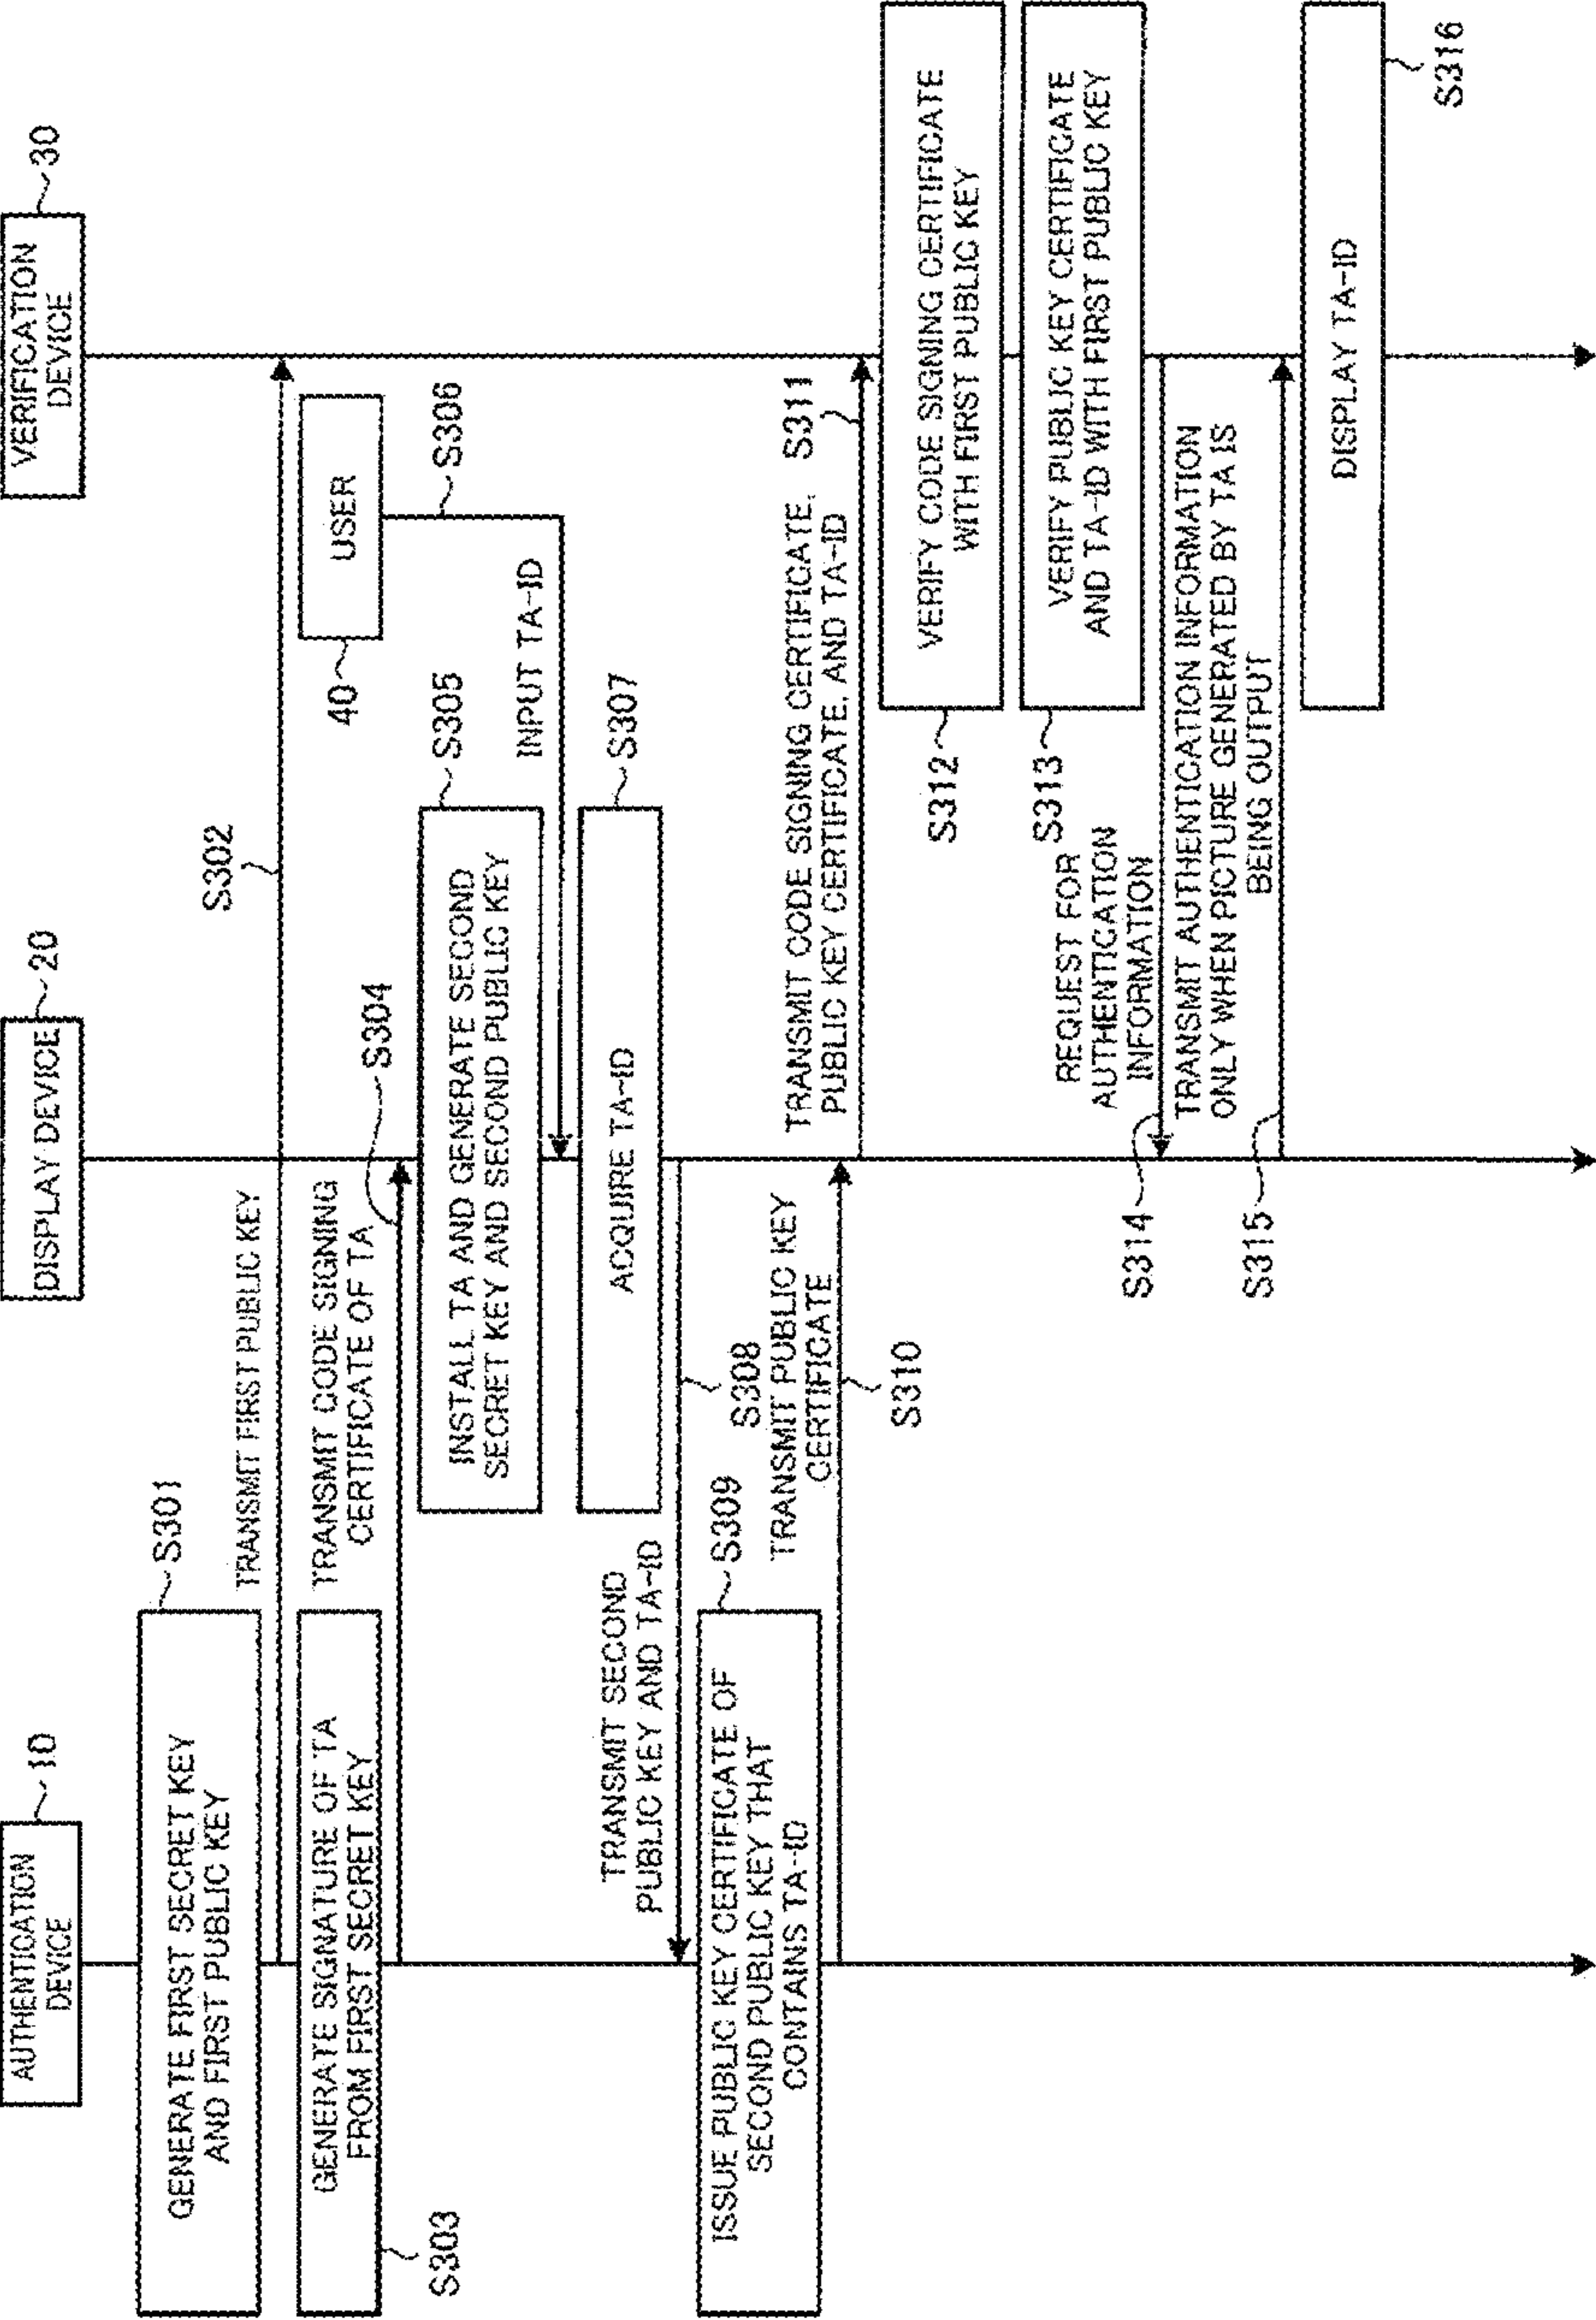 AUTHENTICATION
DEVICE
10
DISPLAY DEVICE
20
VERIFICATION
DEVICE
30
GENERATE FIRST SECRET KEY
AND FIRST PUBLIC KEY
S301
TRANSMIT FIRST PUBLIC KEY
S302
GENERATE SIGNATURE OF TA
FROM FIRST SECRET KEY
S303
TRANSMIT CODE SIGNING
CERTIFICATE OF TA
S304
USER
40
INSTALL TA AND GENERATE SECOND
SECRET KEY AND SECOND PUBLIC KEY
S305
INPUT TA-ID
S306
ACQUIRE TA-ID
S307
TRANSMIT SECOND
PUBLIC KEY AND TA-ID
S308
ISSUE PUBLIC KEY CERTIFICATE OF
SECOND PUBLIC KEY THAT
CONTAINS TA-ID
S309
TRANSMIT PUBLIC KEY
CERTIFICATE
S310
TRANSMIT CODE SIGNING CERTIFICATE,
PUBLIC KEY CERTIFICATE, AND TA-ID
S311
VERIFY CODE SIGNING CERTIFICATE
WITH FIRST PUBLIC KEY
S312
VERIFY PUBLIC KEY CERTIFICATE
AND TA-ID WITH FIRST PUBLIC KEY
S313
REQUEST FOR
AUTHENTICATION
INFORMATION
S314
TRANSMIT AUTHENTICATION INFORMATION
ONLY WHEN PICTURE GENERATED BY TA IS
BEING OUTPUT
S315
DISPLAY TA-ID
S316